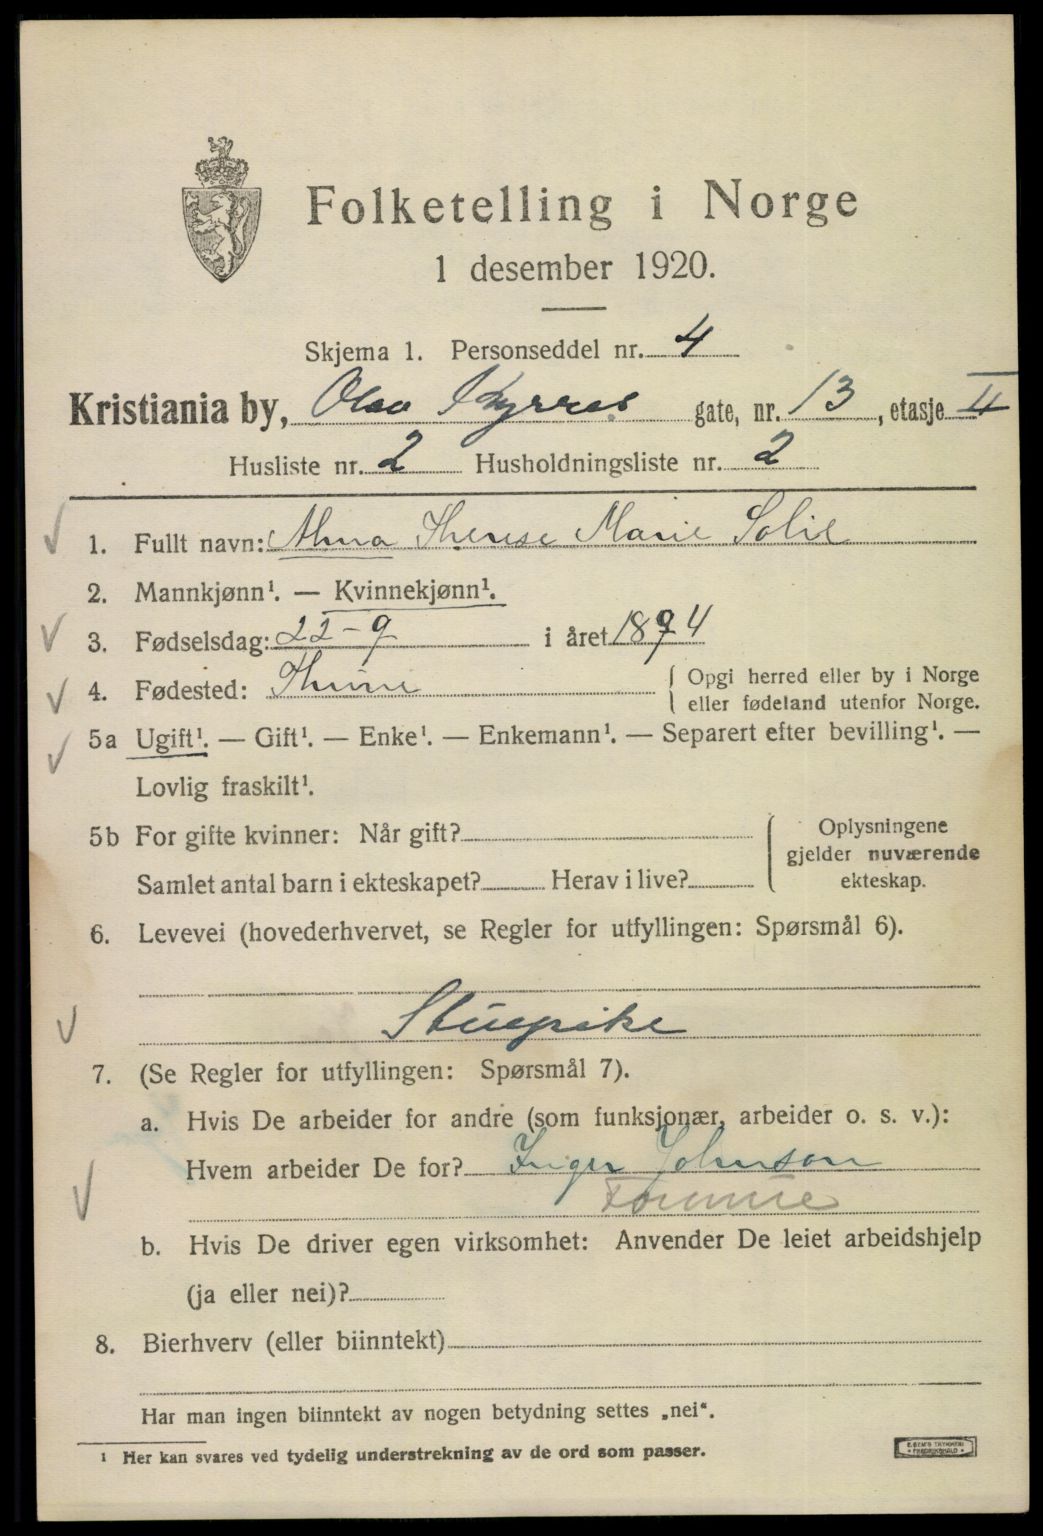 Folketelling i Norge
1 desember 1920.
Skjema 1. Personseddel nr. 4
Kristiania by, Olav Kyrres gate, nr. 13, etasje II
Husliste nr. 2 Husholdningsliste nr. 2
1. Fullt navn: Alma Therese Marie Solie
2. Mannkjønn¹. — Kvinnekjønn¹.
3. Fødselsdag: 22-9 i året 1894
4. Fødested: Thune { Opgi herred eller by i Norge
eller fødeland utenfor Norge.
5a Ugift¹. — Gift¹. — Enke¹. — Enkemann¹. — Separert efter bevilling¹. —
Lovlig fraskilt¹.
5b For gifte kvinner: Når gift?
Samlet antal barn i ekteskapet? Herav i live?
{ Oplysningene
gjelder nuværende
ekteskap.
6. Levevei (hovederhvervet, se Regler for utfyllingen: Spørsmål 6).
Stuepike
7. (Se Regler for utfyllingen: Spørsmål 7).
a. Hvis De arbeider for andre (som funksjonær, arbeider o. s. v.):
Hvem arbeider De for? Inger Johnson
b. Hvis De driver egen virksomhet: Anvender De leiet arbeidshjelp
(ja eller nei)?
8. Bierhverv (eller biinntekt)
Har man ingen biinntekt av nogen betydning settes „nei“.
¹ Her kan svares ved tydelig understrekning av de ord som passer.